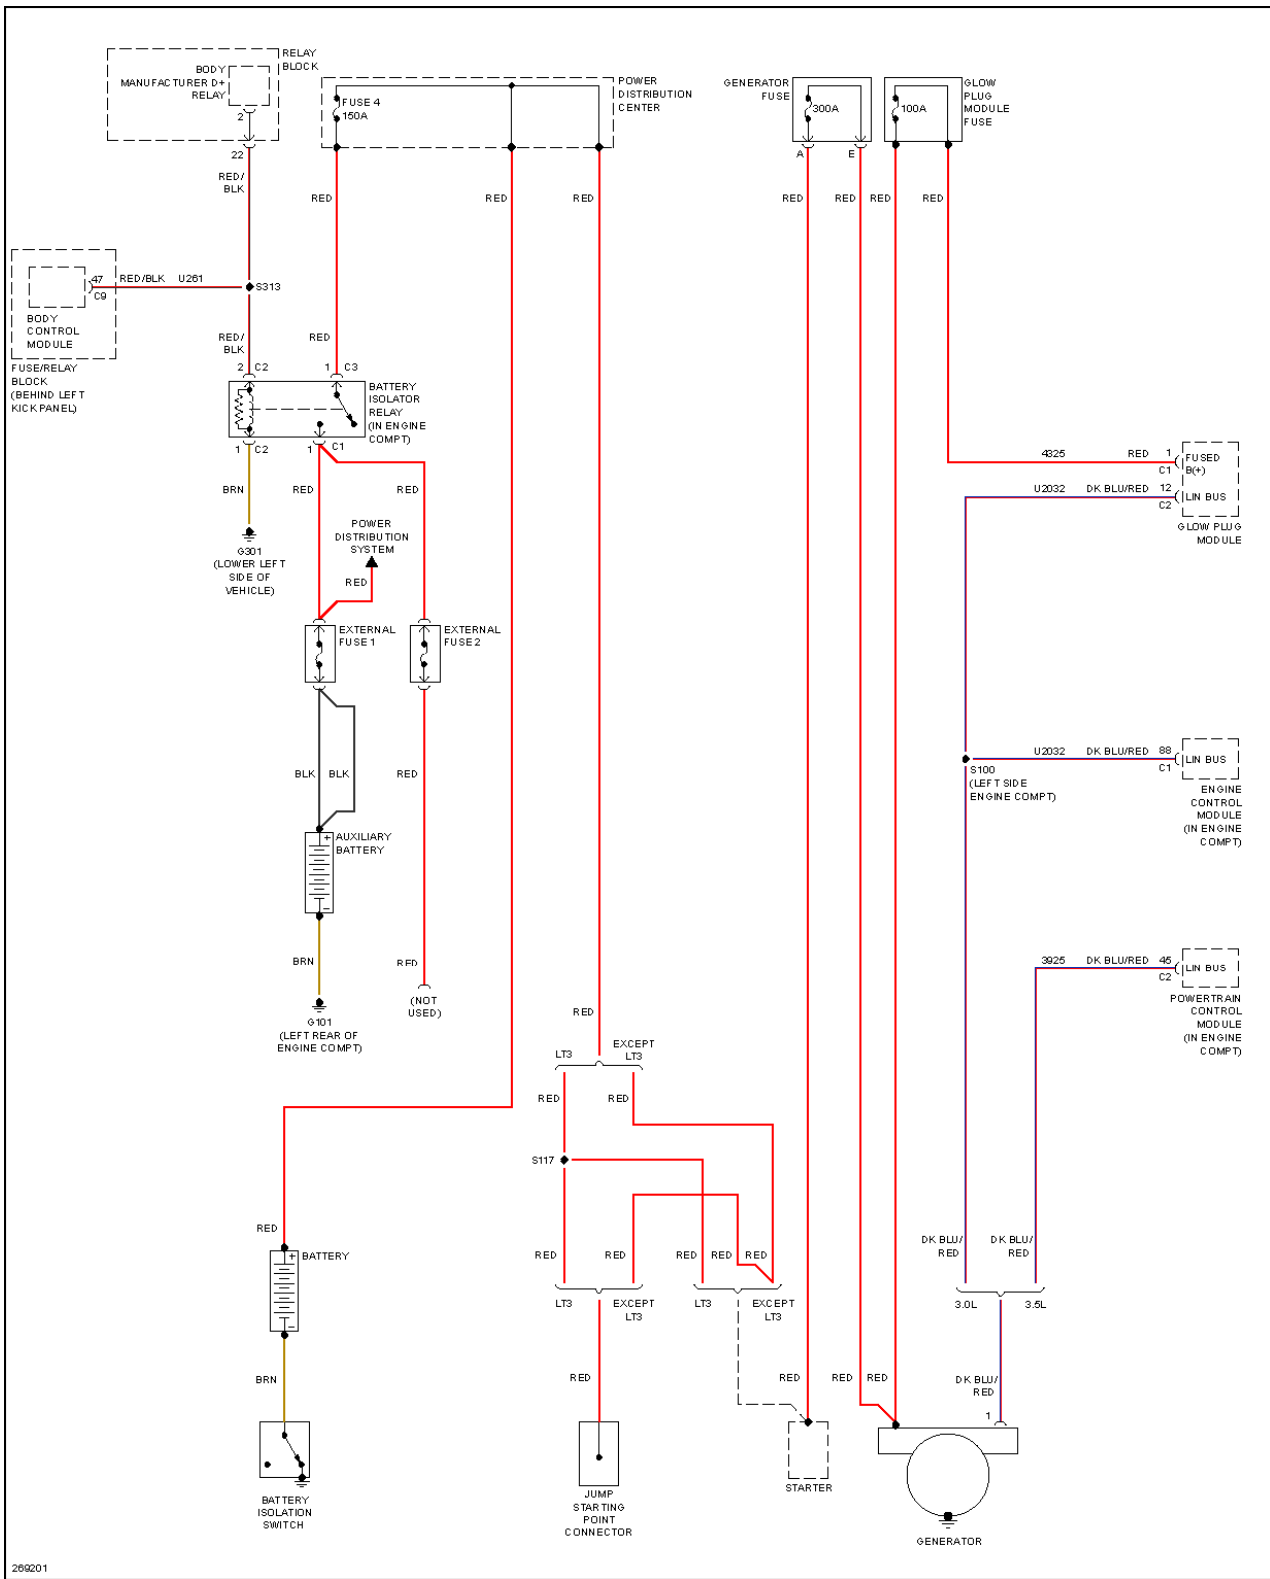 RELAY
BLOCK
BODY
MANUFACTURER D+
RELAY
2
22
RED/
BLK
FUSE 4
150A
POWER
DISTRIBUTION
CENTER
GENERATOR
FUSE
300A
A
E
100A
GLOW
PLUG
MODULE
FUSE
RED
RED
RED
RED
RED
RED
RED
47
C9
RED/BLK
U261
S313
BODY
CONTROL
MODULE
FUSE/RELAY
BLOCK
(BEHIND LEFT
KICK PANEL)
RED/
BLK
RED
2 C2
1 C3
BATTERY
ISOLATOR
RELAY
(IN ENGINE
COMPT)
1 C2
1 C1
BRN
RED
RED
G301
(LOWER LEFT
SIDE OF
VEHICLE)
POWER
DISTRIBUTION
SYSTEM
RED
EXTERNAL
FUSE 1
EXTERNAL
FUSE 2
4325
RED
1
C1
FUSED
B(+)
U2032
DK BLU/RED
12
C2
LIN BUS
GLOW PLUG
MODULE
BLK
BLK
RED
U2032
DK BLU/RED
88
C1
LIN BUS
S100
(LEFT SIDE
ENGINE COMPT)
ENGINE
CONTROL
MODULE
(IN ENGINE
COMPT)
+
AUXILIARY
BATTERY
-
BRN
RED
G101
(LEFT REAR OF
ENGINE COMPT)
(NOT
USED)
3925
DK BLU/RED
45
C2
LIN BUS
POWERTRAIN
CONTROL
MODULE
(IN ENGINE
COMPT)
RED
LT3
EXCEPT
LT3
RED
RED
S117
RED
RED
RED
RED
RED
RED
DK BLU/
RED
DK BLU/
RED
+
BATTERY
-
LT3
EXCEPT
LT3
LT3
EXCEPT
LT3
3.0L
3.5L
BRN
RED
RED
RED
RED
DK BLU/
RED
1
BATTERY
ISOLATION
SWITCH
JUMP
STARTING
POINT
CONNECTOR
STARTER
GENERATOR
269201